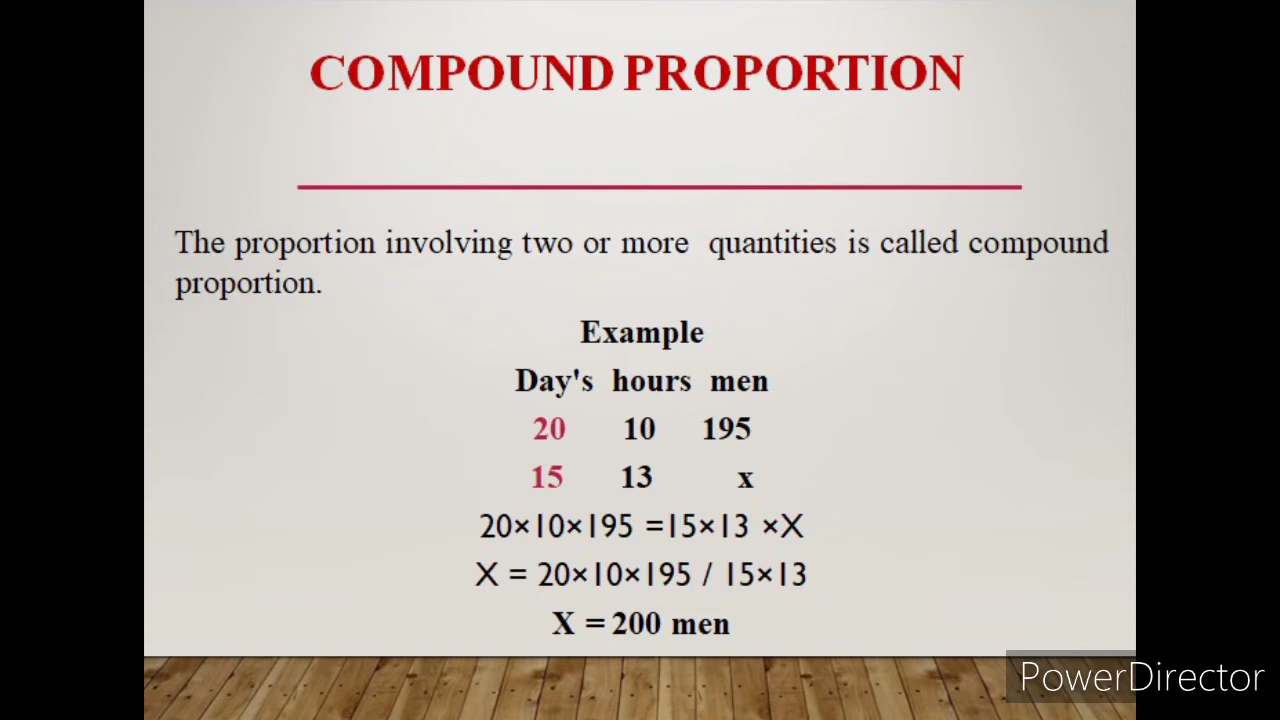 COMPOUND PROPORTION
The proportion involving two or more quantities is called compound
proportion.
Example
Day's hours men
20 10 195
15 13 x
20×10×195 =15×13 ×X
X = 20×10×195 / 15×13
X = 200 men
PowerDirector